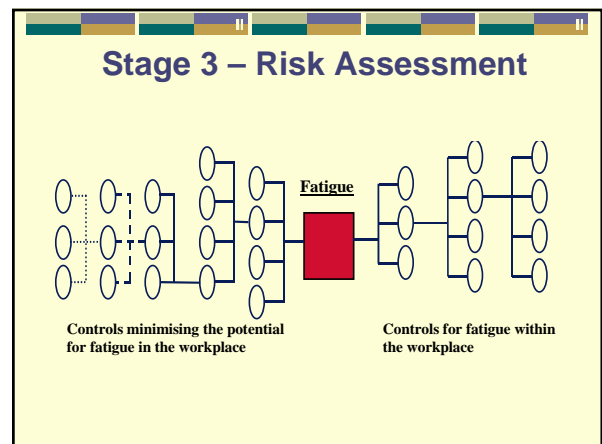 Stage 3 – Risk Assessment
Fatigue
Controls minimising the potential
for fatigue in the workplace
Controls for fatigue within
the workplace